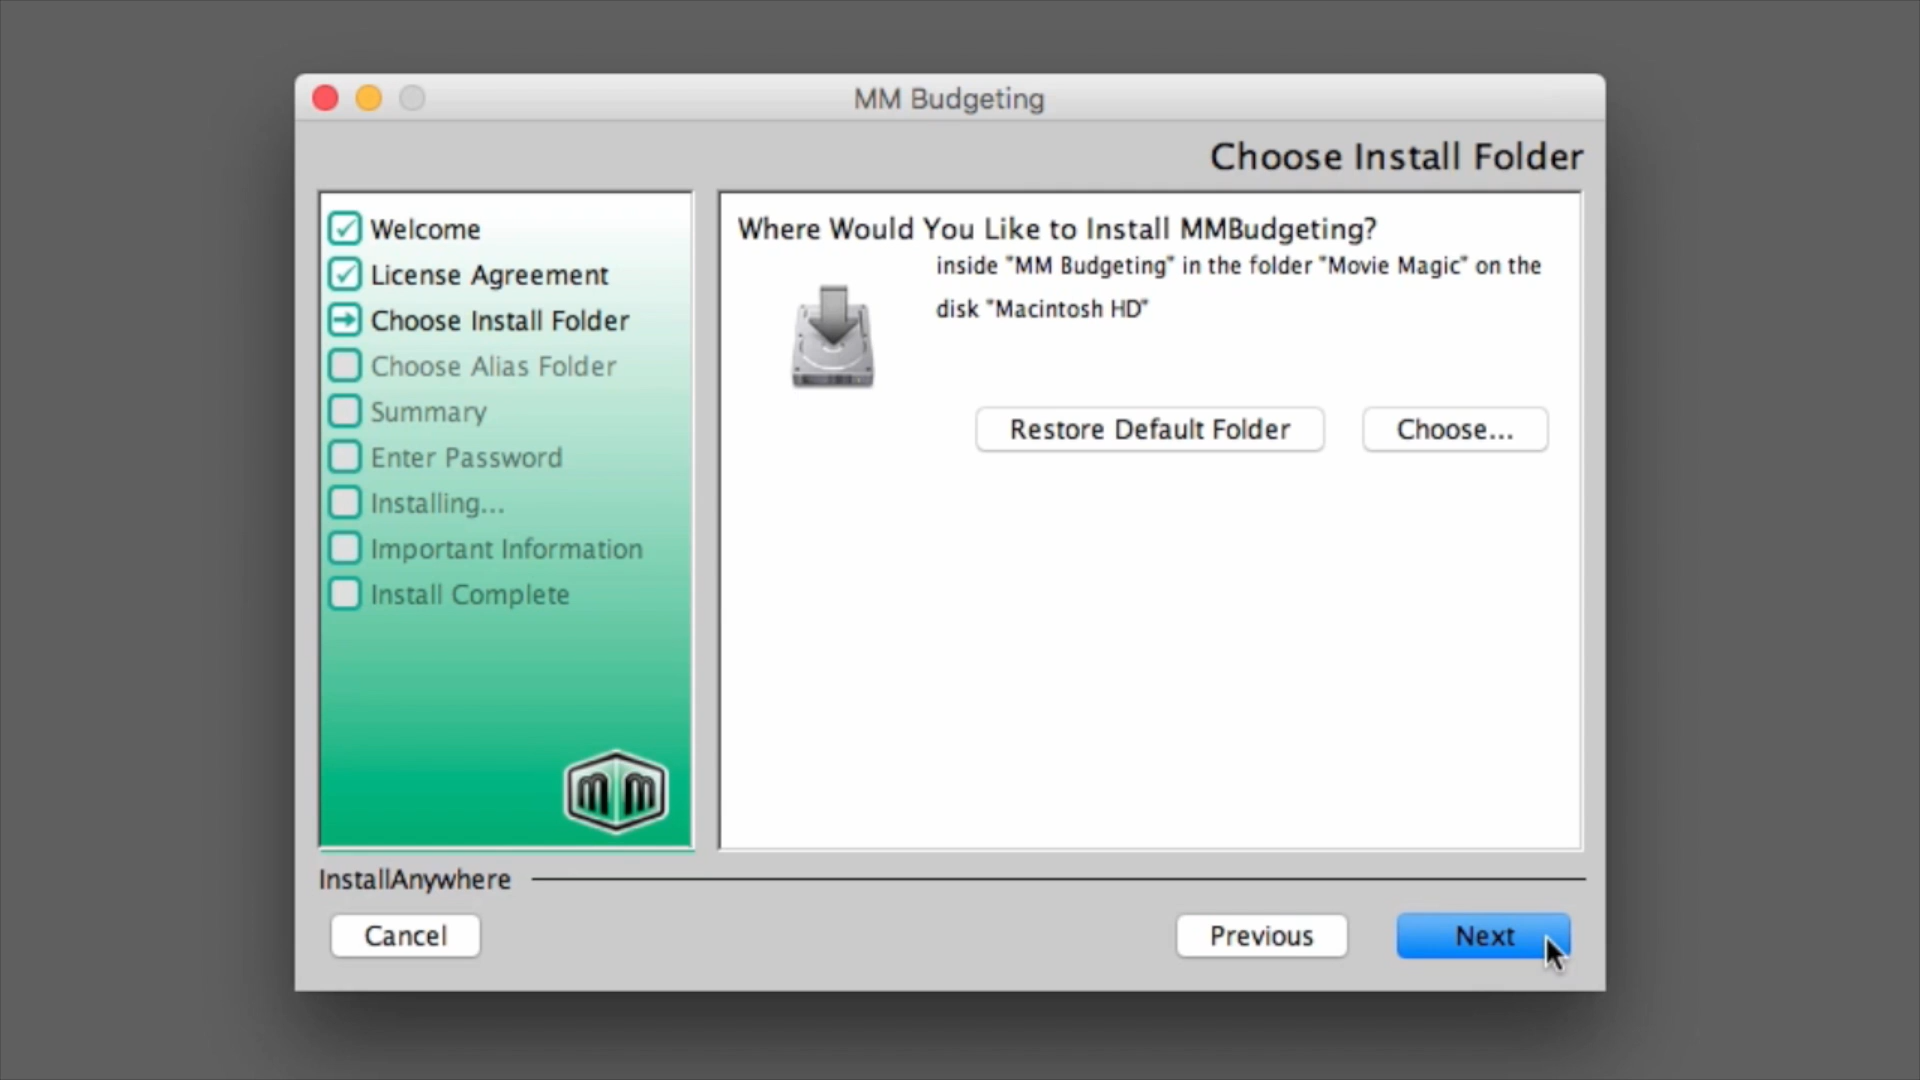 MM Budgeting
Choose Install Folder
Welcome
License Agreement
Choose Install Folder
Choose Alias Folder
Summary
Enter Password
Installing...
Important Information
Install Complete
Where Would You Like to Install MMBudgeting?
inside "MM Budgeting" in the folder "Movie Magic" on the
disk "Macintosh HD"
Restore Default Folder
Choose...
MM
InstallAnywhere
Cancel
Previous
Next